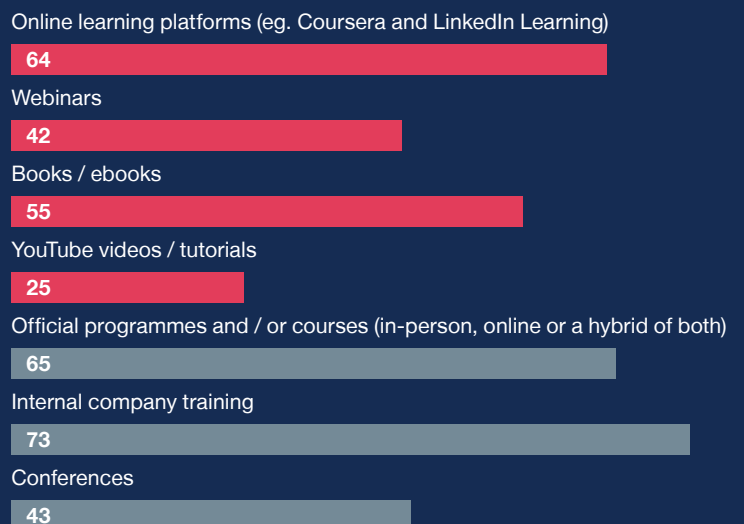 Online learning platforms (eg. Coursera and LinkedIn Learning)
64
Webinars
42
Books / ebooks
55
YouTube videos / tutorials
25
Official programmes and / or courses (in-person, online or a hybrid of both)
65
Internal company training
73
Conferences
43